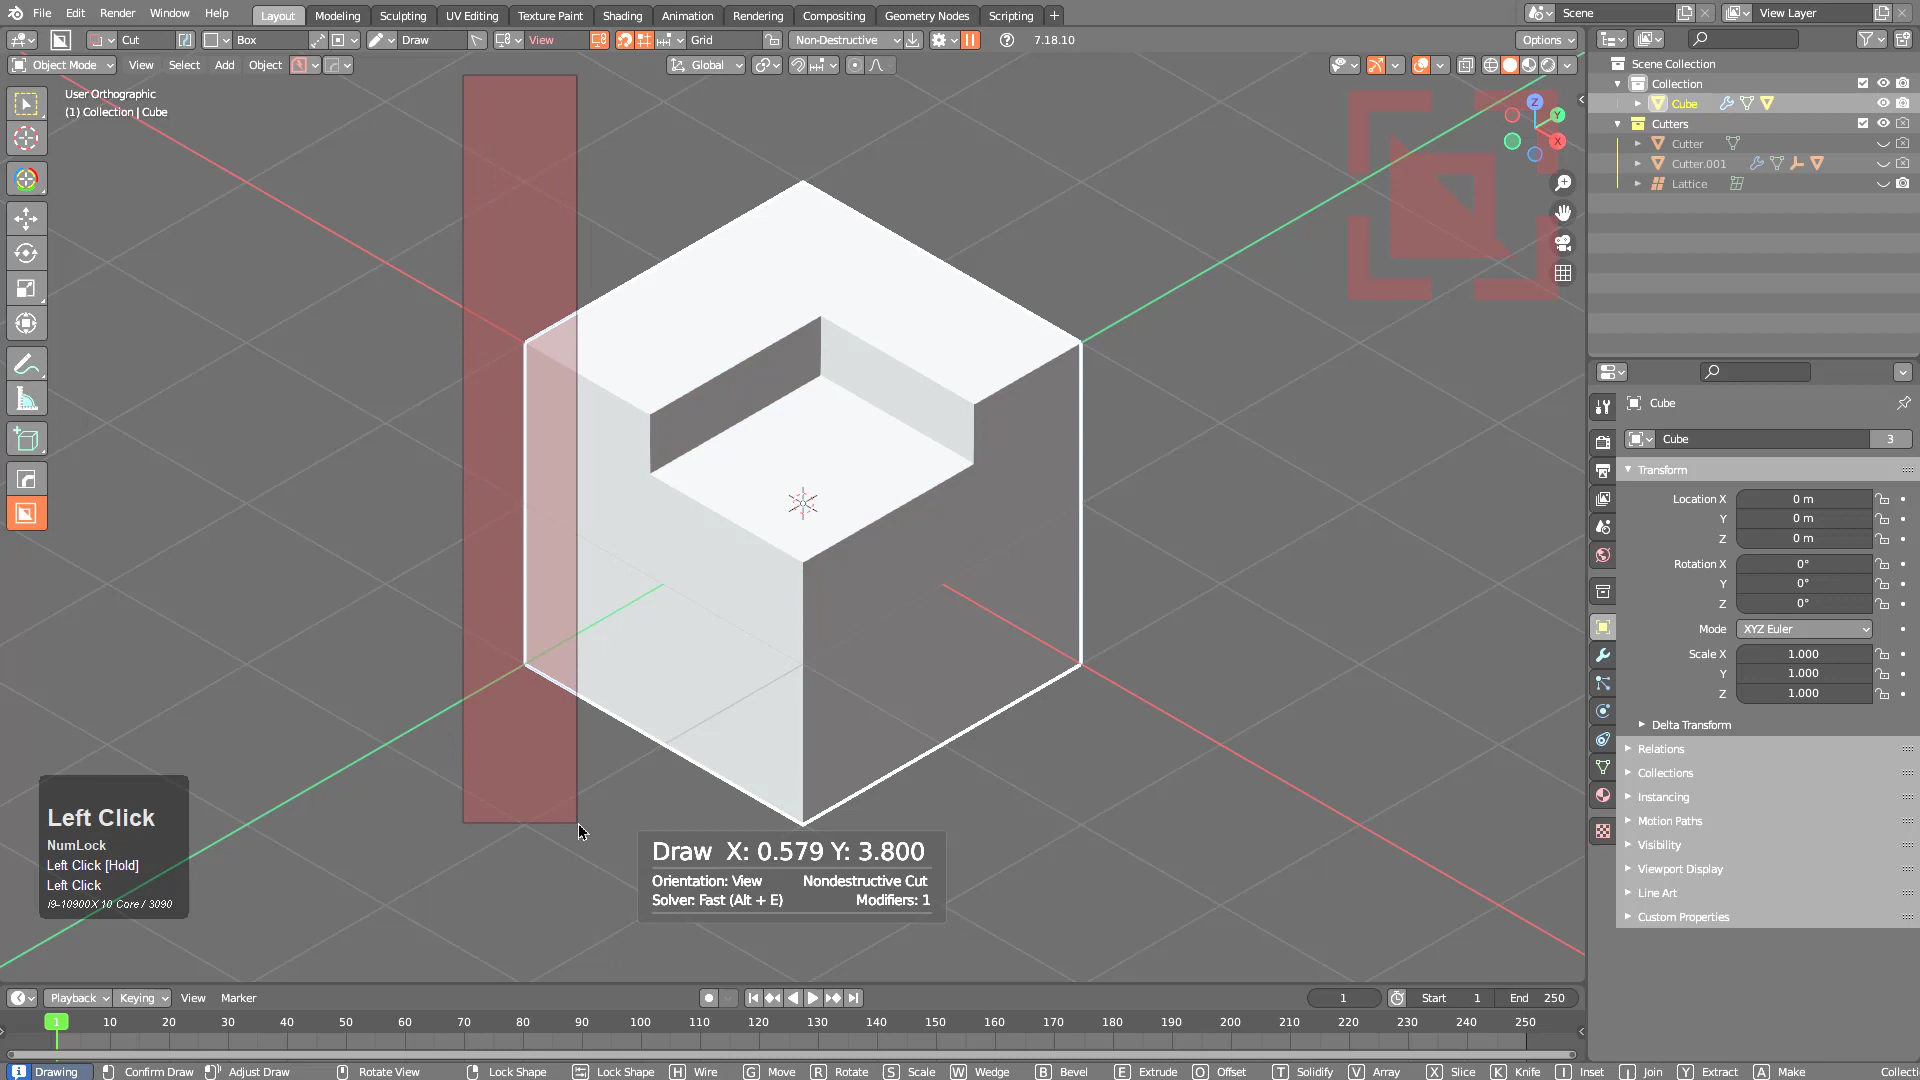 File Edit Render Window Help Layout Modeling Sculpting UV Editing Texture Paint Shading Animation Rendering Compositing Geometry Nodes Scripting + Scene View Layer
Cut Box Draw View Grid Non-Destructive 7.18.10 Options
Object Mode View Select Add Object Global
User Orthographic
(1) Collection | Cube
Z
Y
X
Scene Collection
Collection
Cube
Cutters
Cutter
Cutter.001
Lattice
Cube
Cube 3
Transform
Location X 0 m
Y 0 m
Z 0 m
Rotation X 0°
Y 0°
Z 0°
Mode XYZ Euler
Scale X 1.000
Y 1.000
Z 1.000
Delta Transform
Relations
Collections
Instancing
Motion Paths
Visibility
Viewport Display
Line Art
Custom Properties
Left Click
NumLock
Left Click [Hold]
Left Click
i9-10900X 10 Core / 3090
Draw X: 0.579 Y: 3.800
Orientation: View Nondestructive Cut
Solver: Fast (Alt + E) Modifiers: 1
Playback Keying View Marker 1 Start 1 End 250
1 10 20 30 40 50 60 70 80 90 100 110 120 130 140 150 160 170 180 190 200 210 220 230 240 250
Drawing Confirm Draw Adjust Draw Rotate View Lock Shape Lock Shape H Wire G Move R Rotate S Scale W Wedge B Bevel E Extrude O Offset T Solidify V Array X Slice K Knife I Inset J Join Y Extract A Make Collecti